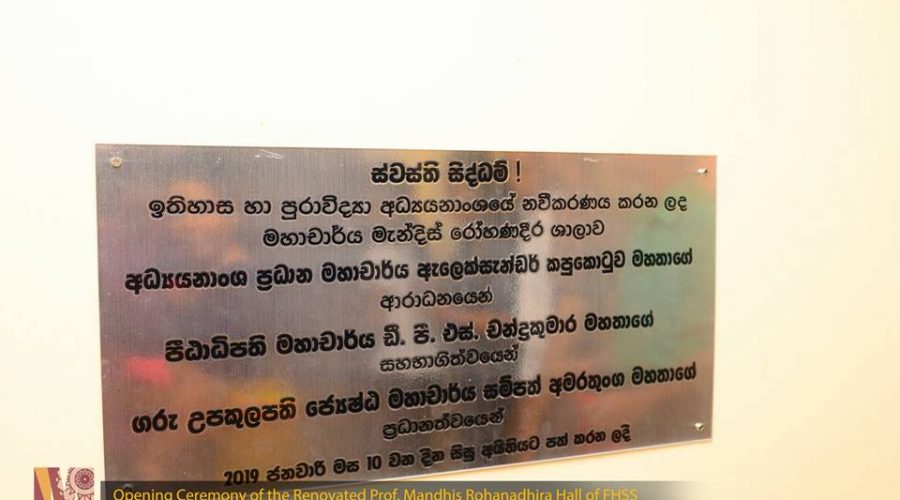 ස්වස්ති සිද්ධම් !
ඉතිහාස හා පුරාවිද්‍යා අධ්‍යයනාංශයේ නවීකරණය කරන ලද
මහාචාර්ය මැන්දිස් රෝහණදීර ශාලාව
අධ්‍යයනාංශ ප්‍රධාන මහාචාර්ය ඇලෙක්සැන්ඩර් කපුකොටුව මහතාගේ
ආරාධනයෙන්
පීඨාධිපති මහාචාර්ය ඩී. පී. එස්. චන්ද්‍රකුමාර මහතාගේ
සහභාගිත්වයෙන්
ගරු උපකුලපති ජ්‍යෙෂ්ඨ මහාචාර්ය සම්පත් අමරතුංග මහතාගේ
ප්‍රධානත්වයෙන්
2019 ජනවාරි මස 10 වන දින සිසු අයිතියට පත් කරන ලදී
Opening Ceremony of the Renovated Prof. Mandhis Rohanadhira Hall of FHSS